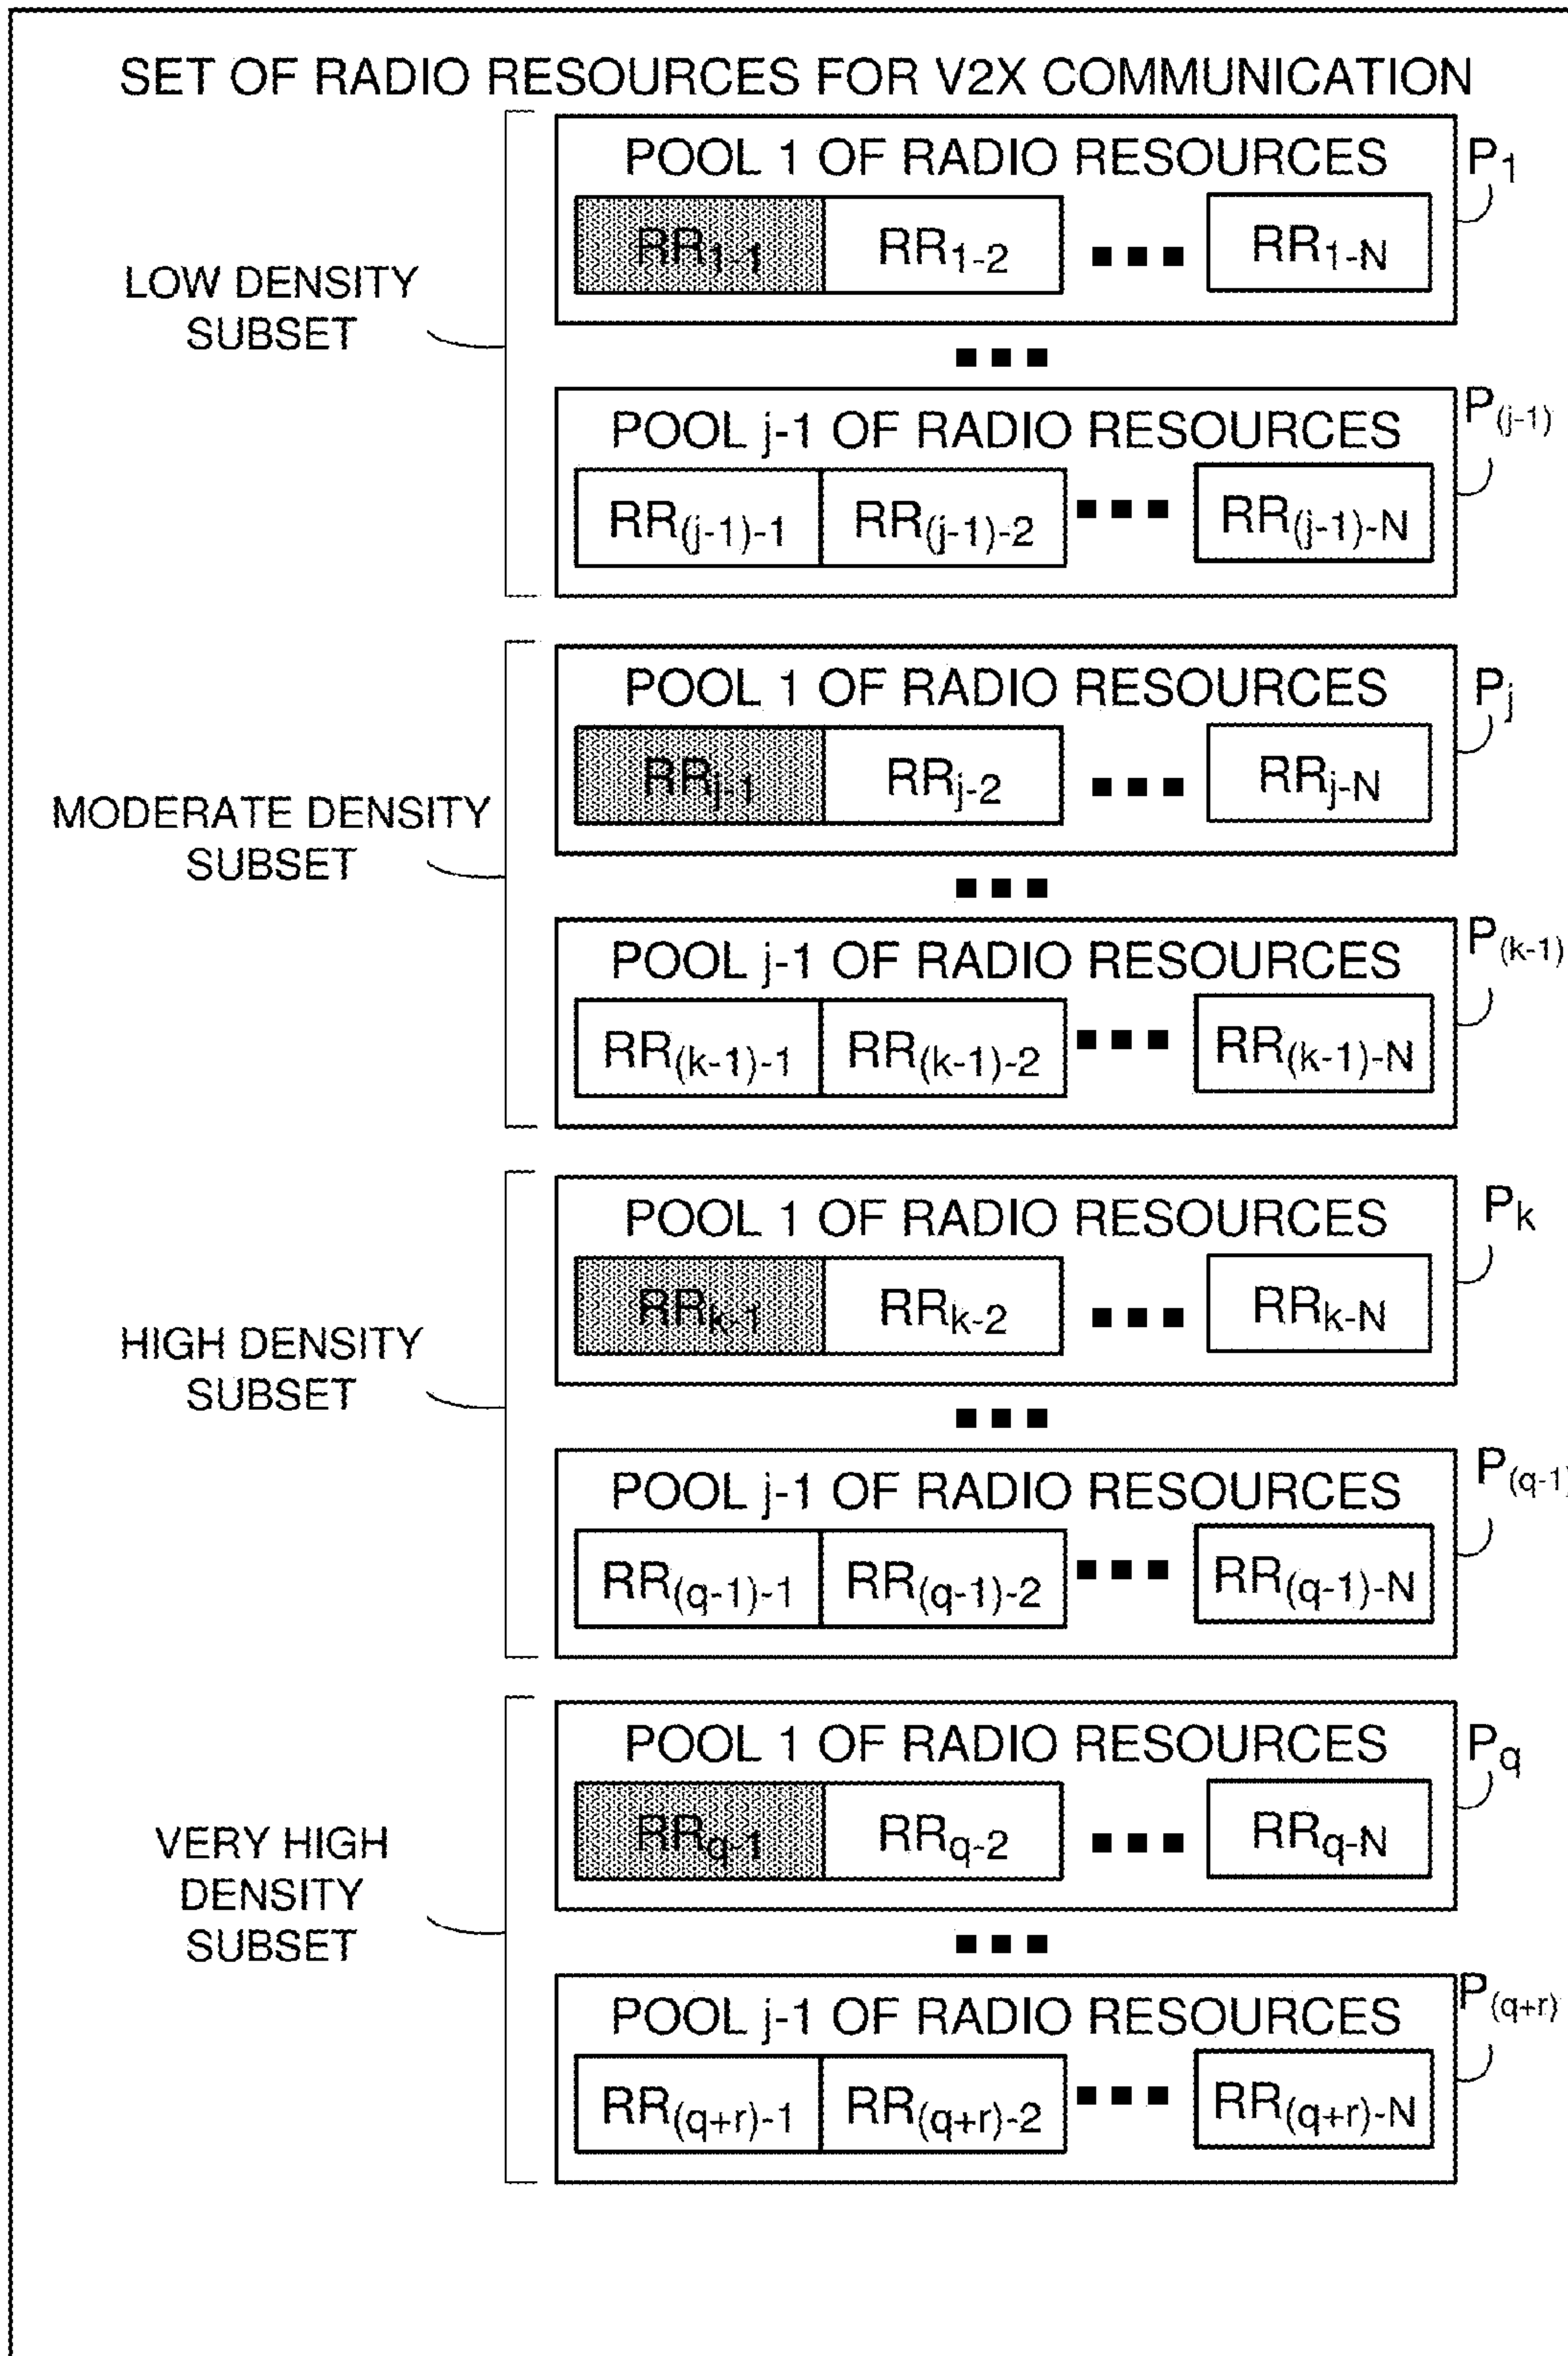 SET OF RADIO RESOURCES FOR V2X COMMUNICATION
POOL 1 OF RADIO RESOURCES
P1
RR1-1 RR1-2 ■■■ RR1-N
LOW DENSITY
SUBSET
■■■
POOL j-1 OF RADIO RESOURCES
P(j-1)
RR(j-1)-1 RR(j-1)-2 ■■■ RR(j-1)-N
POOL 1 OF RADIO RESOURCES
Pj
RRj-1 RRj-2 ■■■ RRj-N
MODERATE DENSITY
SUBSET
■■■
POOL j-1 OF RADIO RESOURCES
P(k-1)
RR(k-1)-1 RR(k-1)-2 ■■■ RR(k-1)-N
POOL 1 OF RADIO RESOURCES
Pk
RRk-1 RRk-2 ■■■ RRk-N
HIGH DENSITY
SUBSET
■■■
POOL j-1 OF RADIO RESOURCES
P(q-1)
RR(q-1)-1 RR(q-1)-2 ■■■ RR(q-1)-N
POOL 1 OF RADIO RESOURCES
Pq
RRq-1 RRq-2 ■■■ RRq-N
VERY HIGH
DENSITY
SUBSET
■■■
POOL j-1 OF RADIO RESOURCES
P(q+r)
RR(q+r)-1 RR(q+r)-2 ■■■ RR(q+r)-N